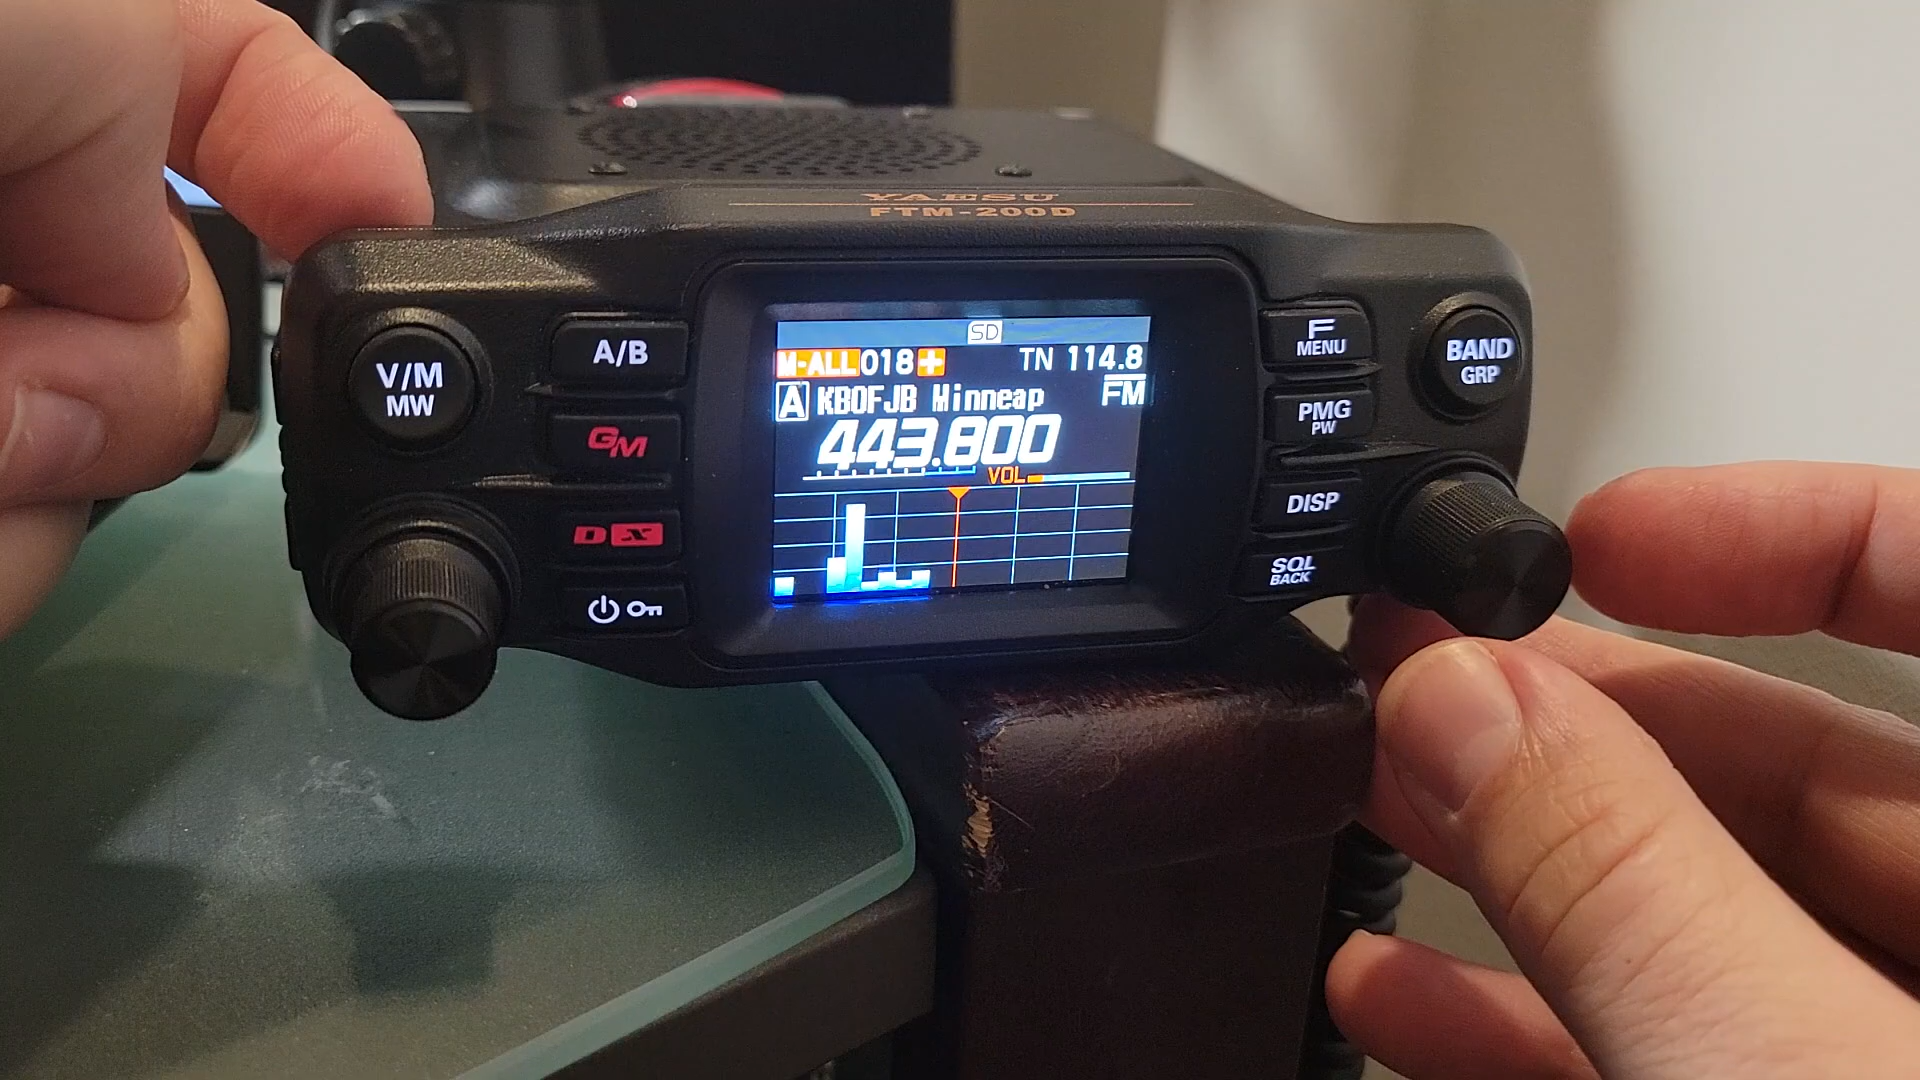 YAESU
FTM-200D
V/M
MW
A/B
GM
DX
SD
M-ALL 018 + TN 114.8
A KB0FJB Minneap FM
443.800
VOL
F
MENU
PMG
PW
DISP
SQL
BACK
BAND
GRP